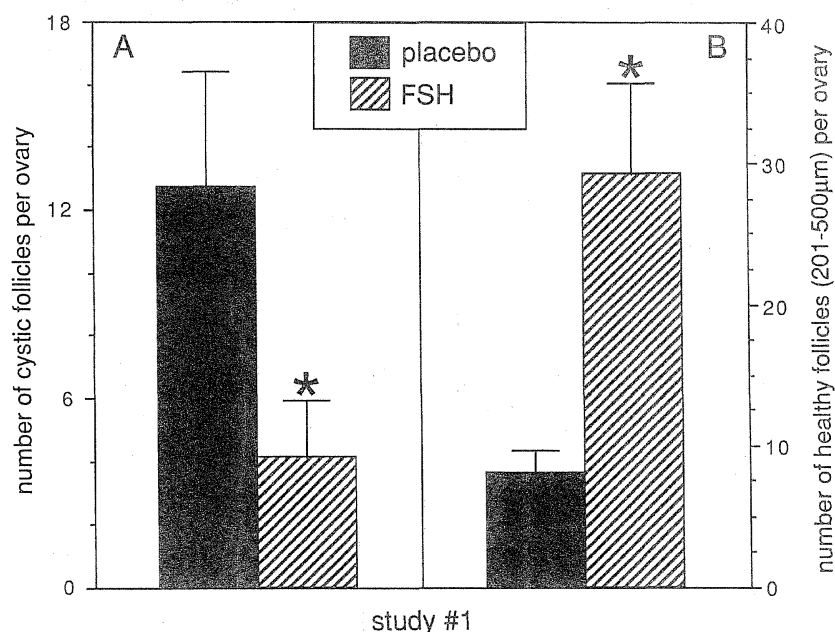 number of cystic follicles per ovary
18
12
6
0
A
placebo
FSH
B
*
*
40
30
20
10
0
number of healthy follicles (201-500µm) per ovary
study #1